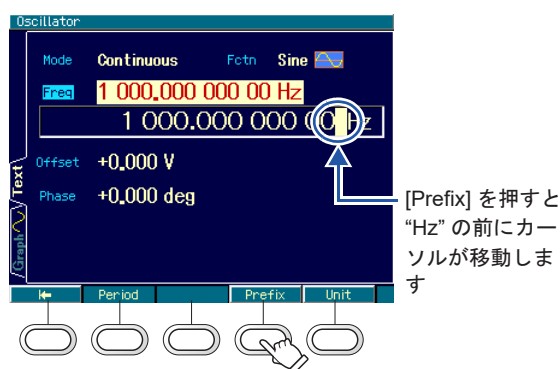 Oscillator
Mode Continuous Fctn Sine
Freq 1 000.000 000 00 Hz
1 000.000 000 00 Hz
Offset +0.000 V
Phase +0.000 deg
Text
Graph
Period Prefix Unit
[Prefix] を押すと
“Hz” の前にカー
ソルが移動しま
す